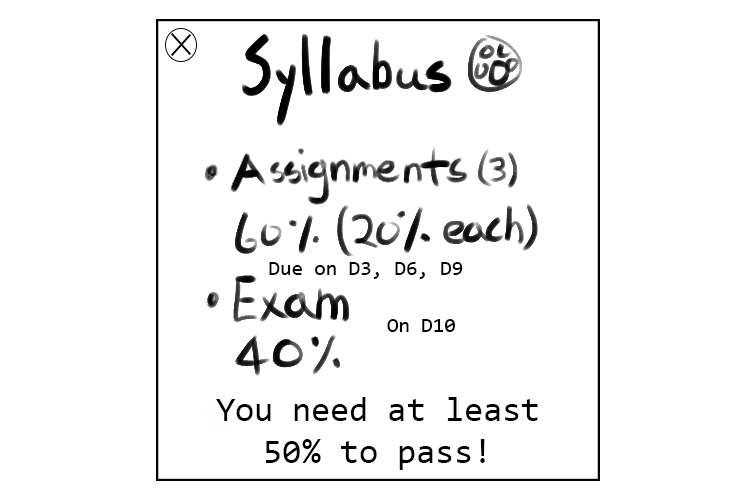 Syllabus
• Assignments (3)
60% (20% each)
Due on D3, D6, D9
• Exam
On D10
40%
You need at least
50% to pass!